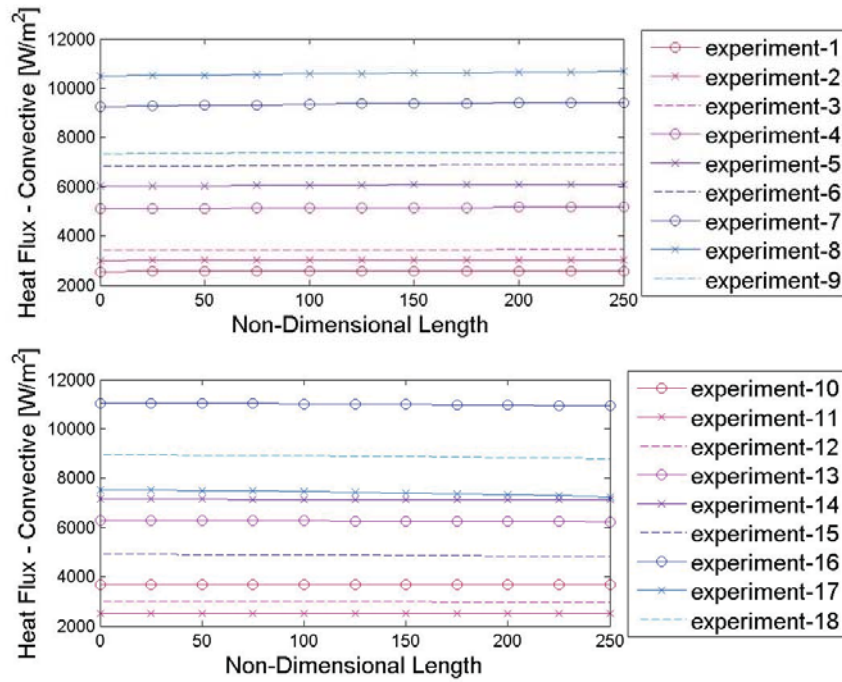 Heat Flux - Convective [W/m²]
12000
10000
8000
6000
4000
2000
0
50
100
150
200
250
Non-Dimensional Length
experiment-1
experiment-2
experiment-3
experiment-4
experiment-5
experiment-6
experiment-7
experiment-8
experiment-9
Heat Flux - Convective [W/m²]
12000
10000
8000
6000
4000
2000
0
50
100
150
200
250
Non-Dimensional Length
experiment-10
experiment-11
experiment-12
experiment-13
experiment-14
experiment-15
experiment-16
experiment-17
experiment-18